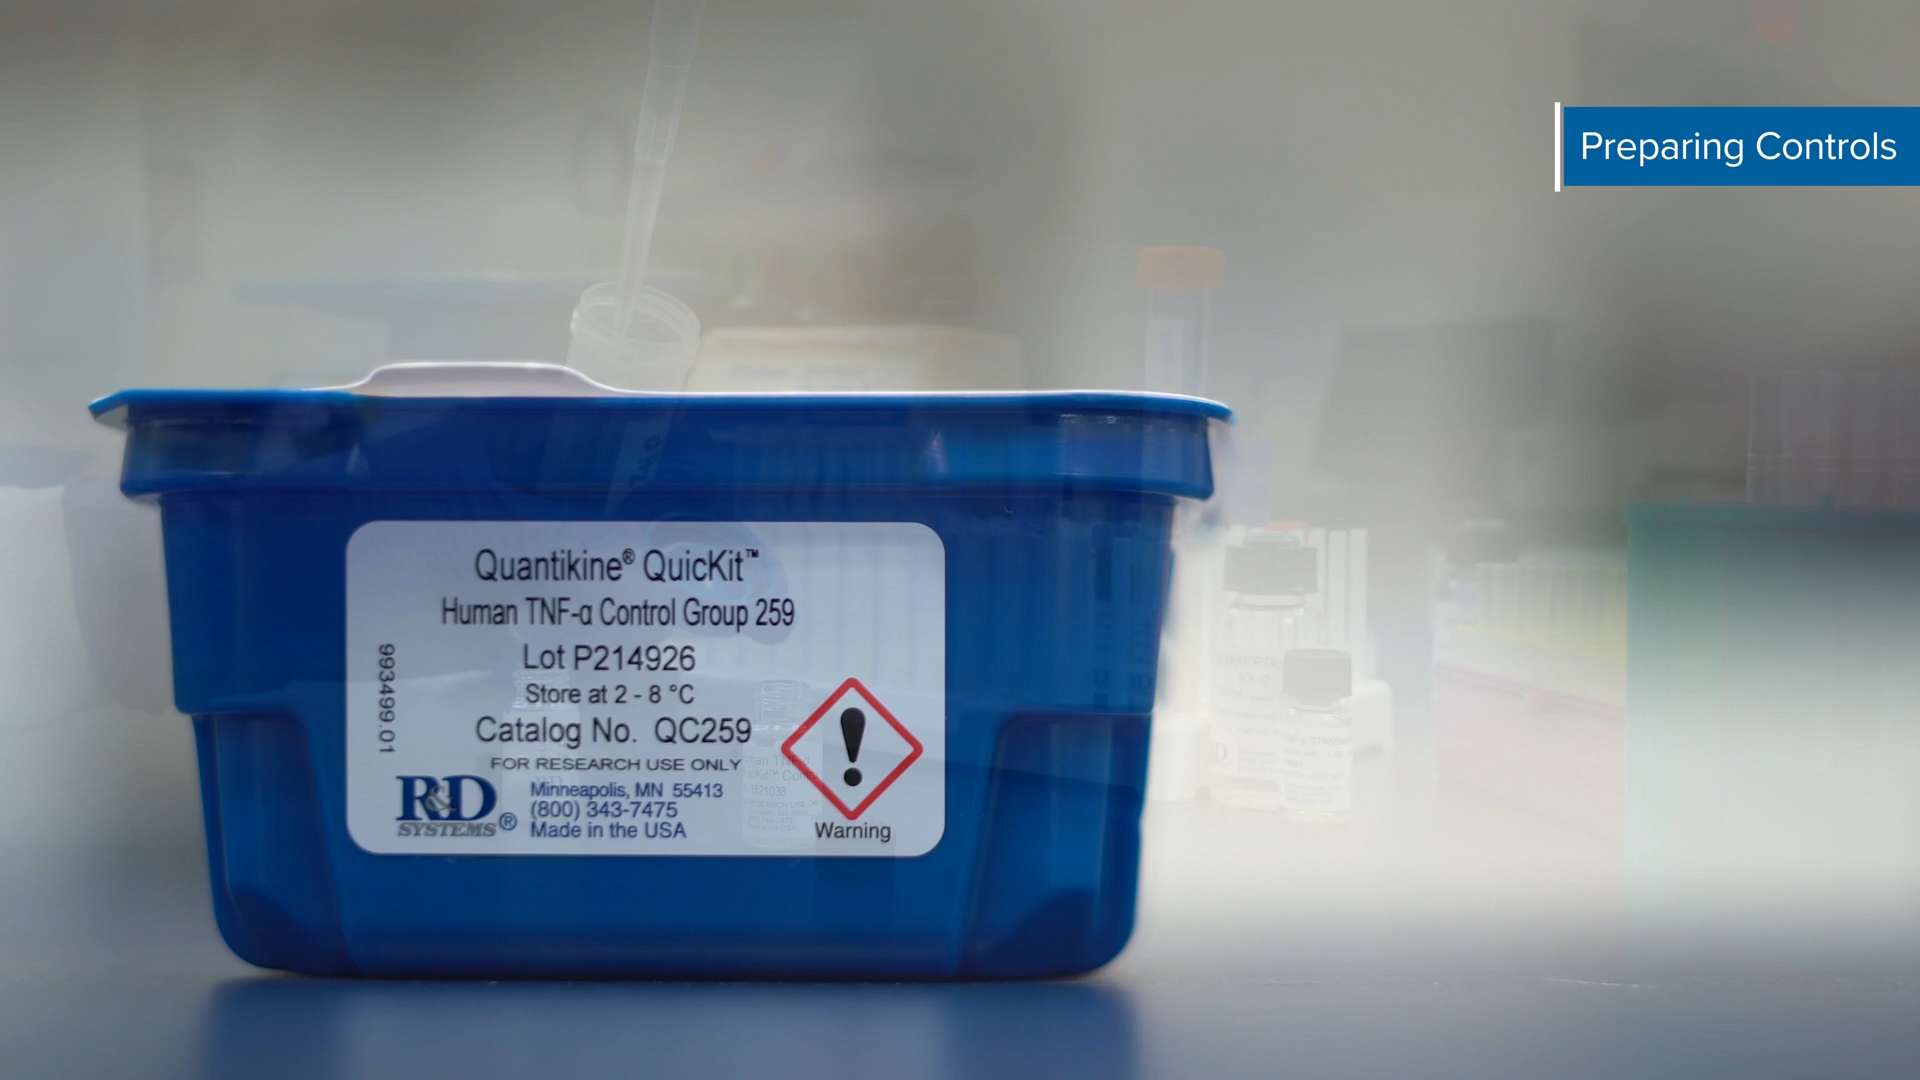 Preparing Controls
Quantikine® QuicKit™
Human TNF-α Control Group 259
Lot P214926
Store at 2 - 8 °C
Catalog No. QC259
FOR RESEARCH USE ONLY
993499.01
R&D SYSTEMS®
Minneapolis, MN 55413
(800) 343-7475
Made in the USA
Warning